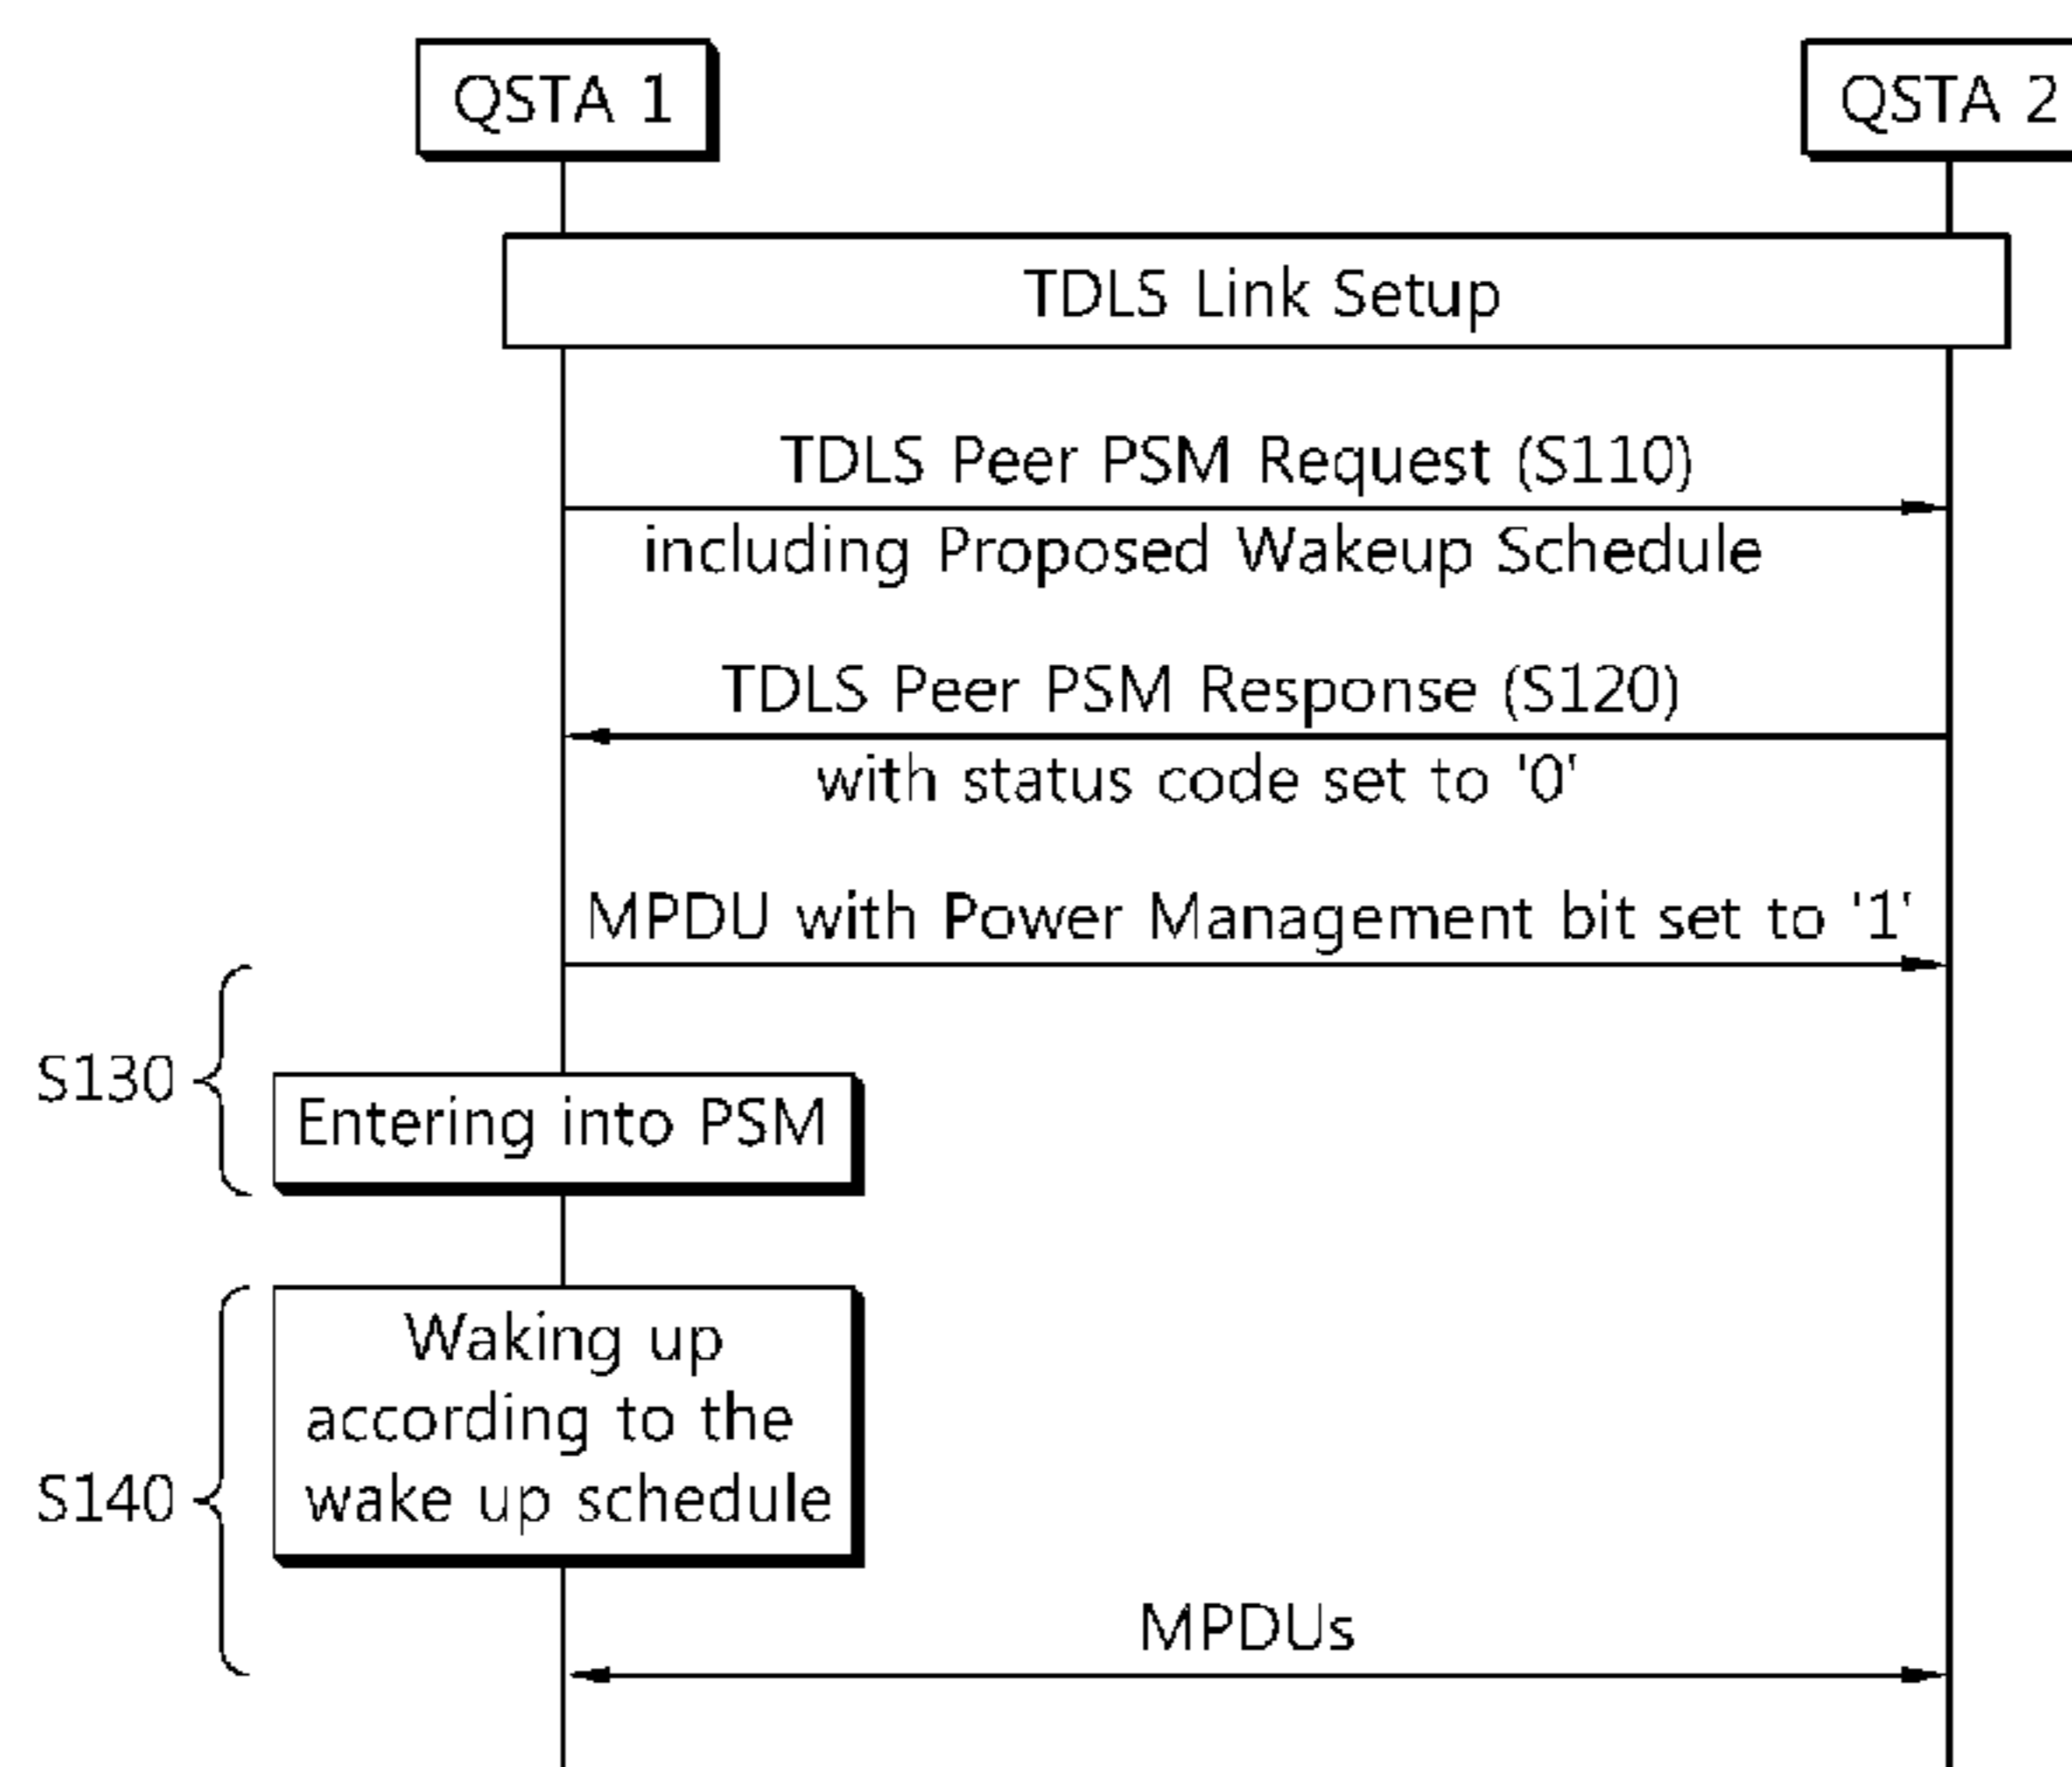 QSTA 1
QSTA 2
TDLS Link Setup
TDLS Peer PSM Request (S110)
including Proposed Wakeup Schedule
TDLS Peer PSM Response (S120)
with status code set to '0'
MPDU with Power Management bit set to '1'
S130
Entering into PSM
Waking up
according to the
wake up schedule
S140
MPDUs